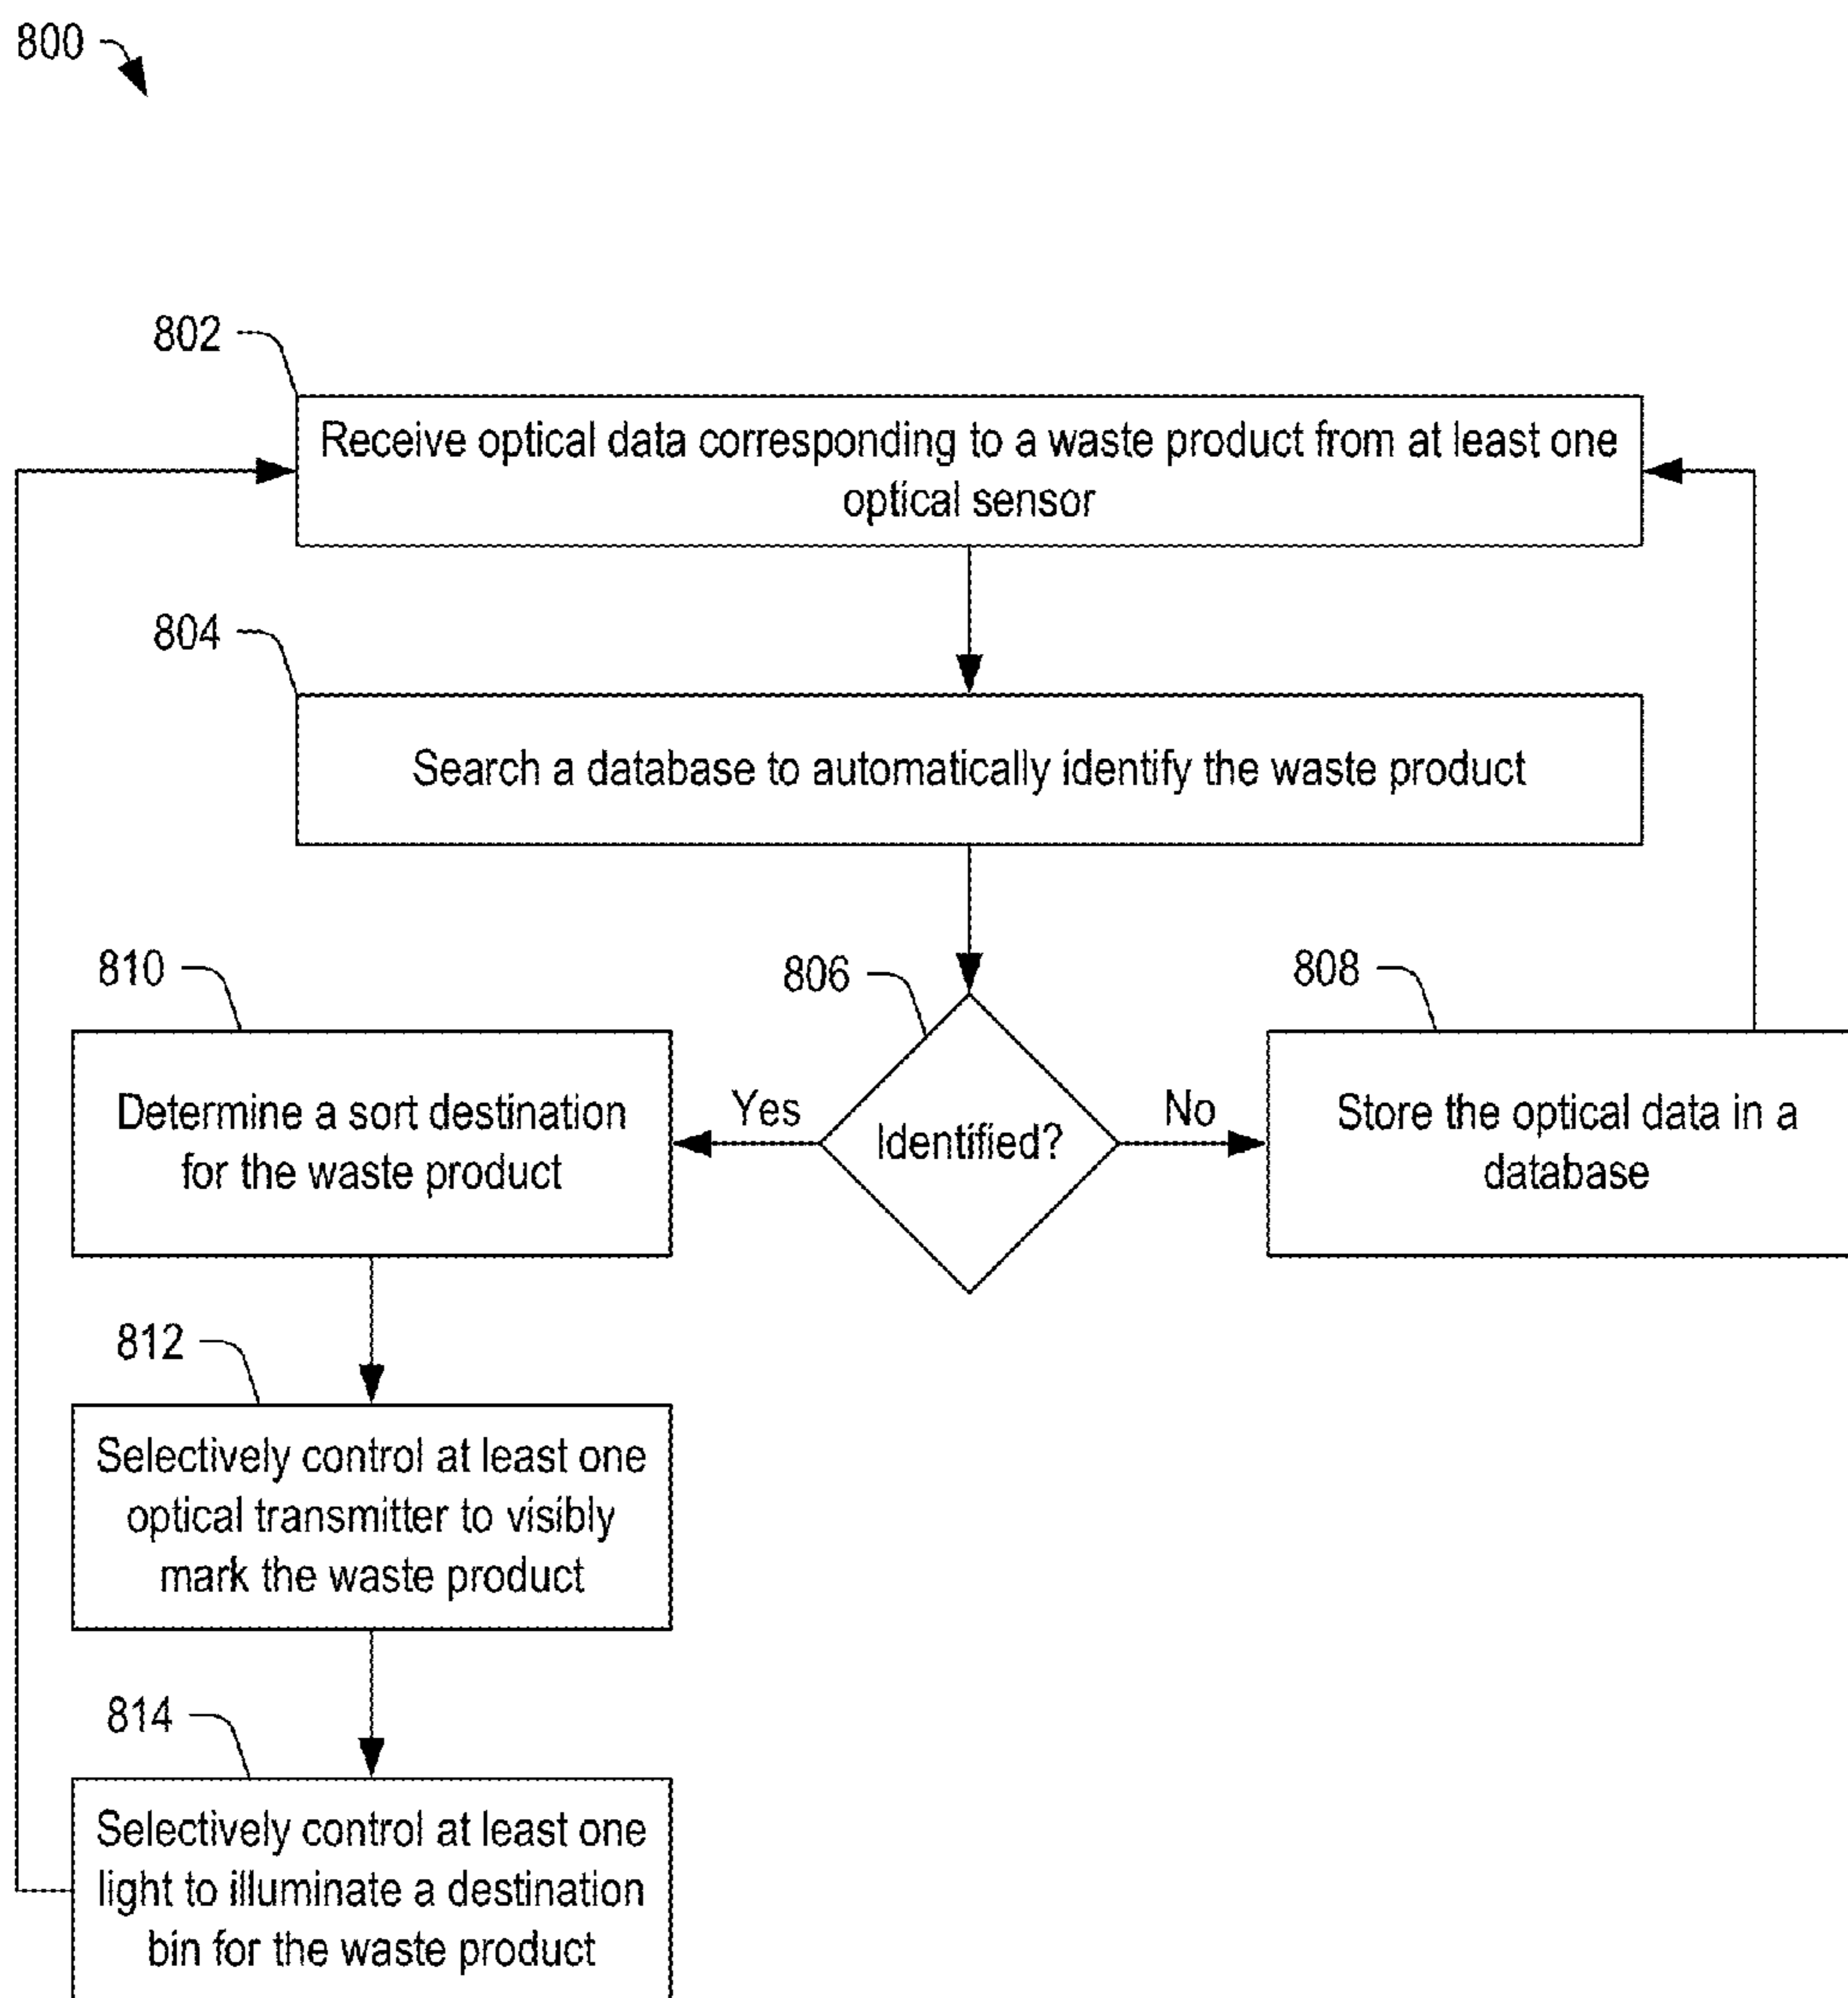 800
802
Receive optical data corresponding to a waste product from at least one
optical sensor
804
Search a database to automatically identify the waste product
810
806
808
Determine a sort destination
for the waste product
Yes
Identified?
No
Store the optical data in a
database
812
Selectively control at least one
optical transmitter to visibly
mark the waste product
814
Selectively control at least one
light to illuminate a destination
bin for the waste product